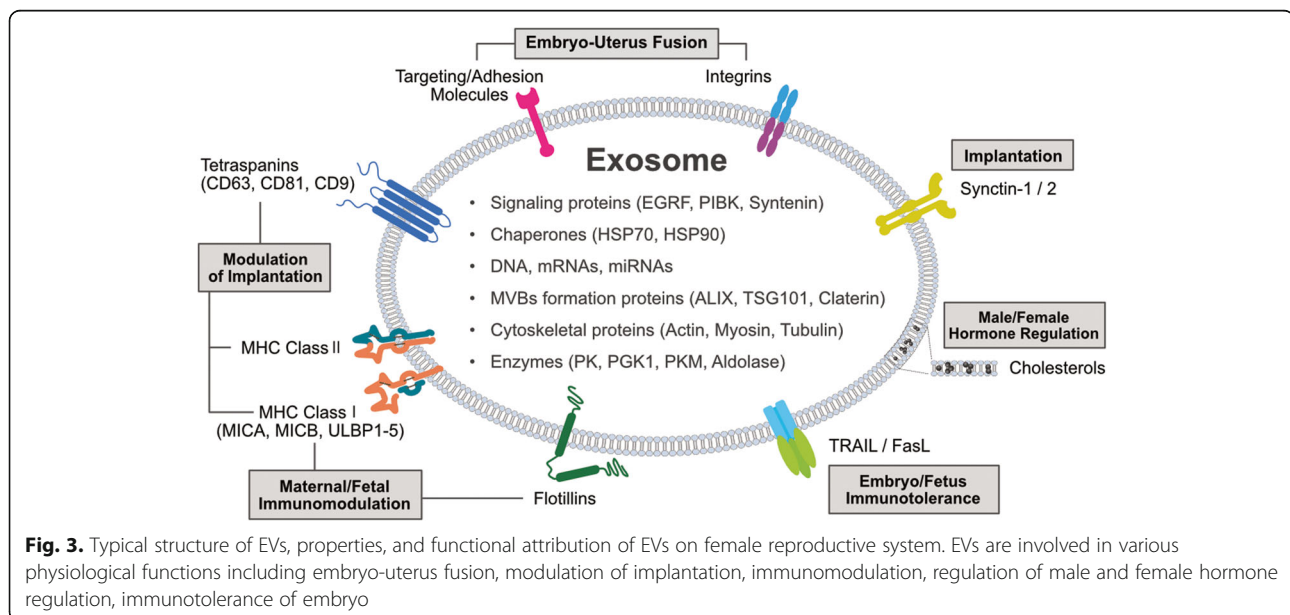 Embryo-Uterus Fusion
Targeting/Adhesion
Molecules
Integrins
Tetraspanins
(CD63, CD81, CD9)
Modulation
of Implantation
MHC Class II
MHC Class I
(MICA, MICB, ULBP1-5)
Maternal/Fetal
Immunomodulation
Flotillins
Exosome
• Signaling proteins (EGRF, PIBK, Syntenin)
• Chaperones (HSP70, HSP90)
• DNA, mRNAs, miRNAs
• MVBs formation proteins (ALIX, TSG101, Claterin)
• Cytoskeletal proteins (Actin, Myosin, Tubulin)
• Enzymes (PK, PGK1, PKM, Aldolase)
Implantation
Synctin-1 / 2
Male/Female
Hormone Regulation
Cholesterols
TRAIL / FasL
Embryo/Fetus
Immunotolerance
Fig. 3. Typical structure of EVs, properties, and functional attribution of EVs on female reproductive system. EVs are involved in various
physiological functions including embryo-uterus fusion, modulation of implantation, immunomodulation, regulation of male and female hormone
regulation, immunotolerance of embryo